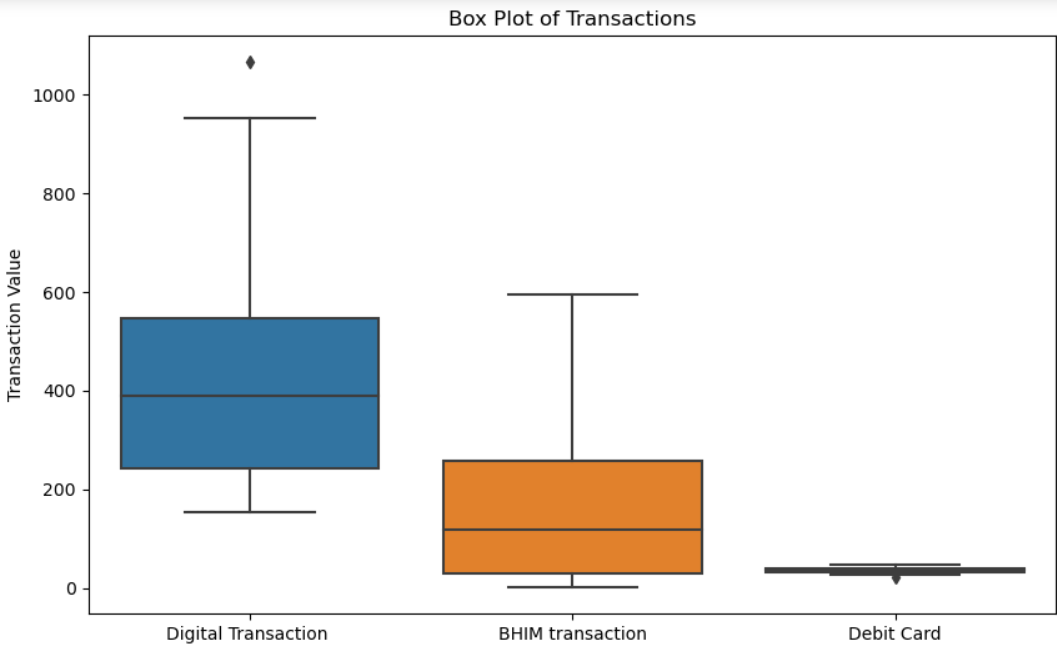 Box Plot of Transactions
Transaction Value
1000
800
600
400
200
0
Digital Transaction
BHIM transaction
Debit Card